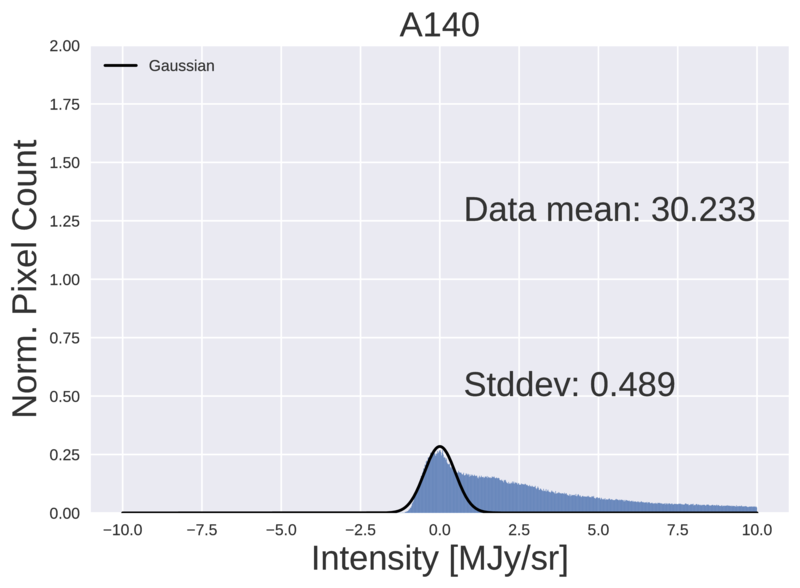 A140
2.00
Gaussian
1.75
1.50
Data mean: 30.233
1.25
1.00
0.75
Stddev: 0.489
0.50
0.25
0.00
Norm. Pixel Count
−10.0 −7.5 −5.0 −2.5 0.0 2.5 5.0 7.5 10.0
Intensity [MJy/sr]